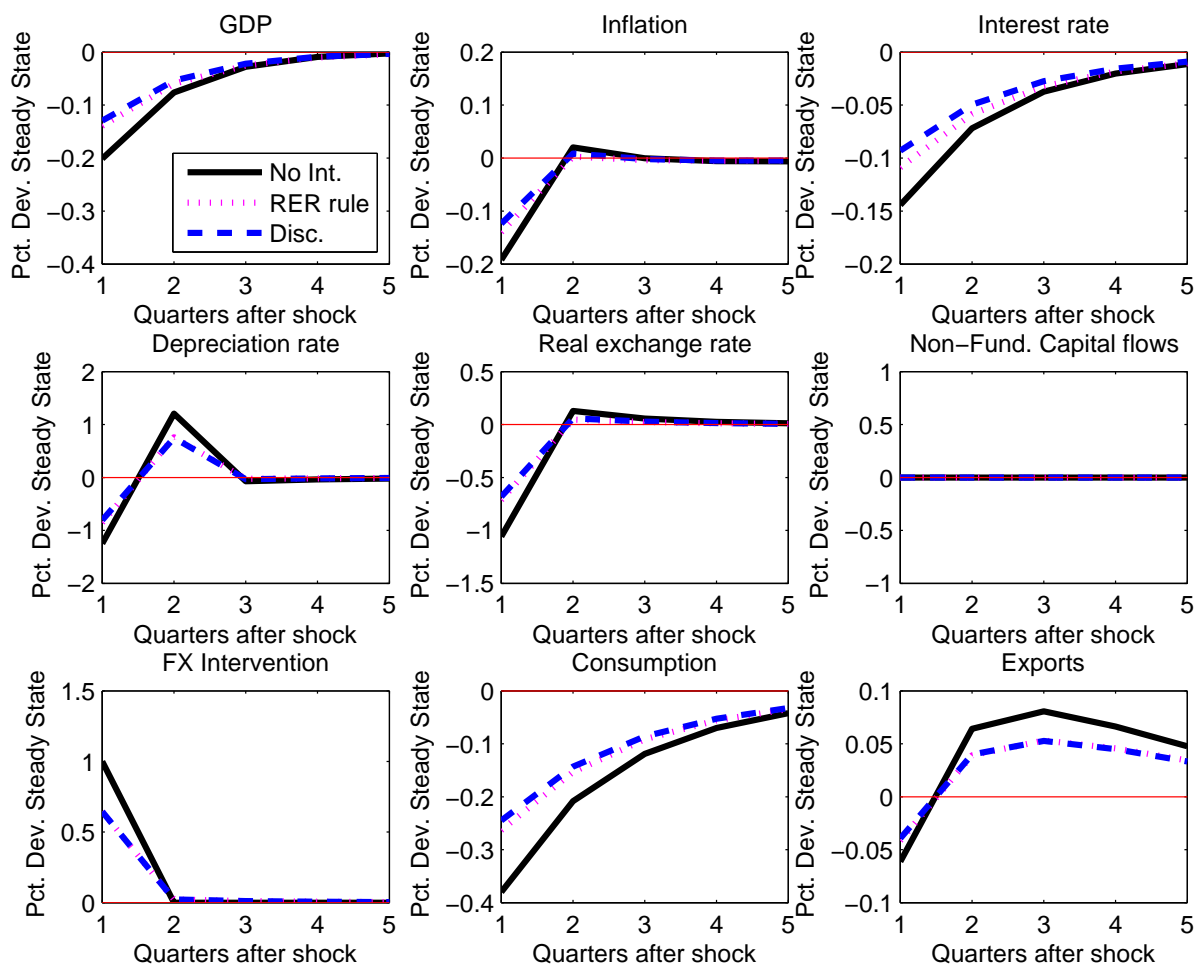 GDP
Pct. Dev. Steady State
0
−0.1
−0.2
−0.3
−0.4
No Int.
RER rule
Disc.
1 2 3 4 5
Quarters after shock
Inflation
Pct. Dev. Steady State
0.2
0.1
0
−0.1
−0.2
1 2 3 4 5
Quarters after shock
Interest rate
Pct. Dev. Steady State
0
−0.05
−0.1
−0.15
−0.2
1 2 3 4 5
Quarters after shock
Depreciation rate
Pct. Dev. Steady State
2
1
0
−1
−2
1 2 3 4 5
Quarters after shock
Real exchange rate
Pct. Dev. Steady State
0.5
0
−0.5
−1
−1.5
1 2 3 4 5
Quarters after shock
Non−Fund. Capital flows
Pct. Dev. Steady State
1
0.5
0
−0.5
−1
1 2 3 4 5
Quarters after shock
FX Intervention
Pct. Dev. Steady State
1.5
1
0.5
0
1 2 3 4 5
Quarters after shock
Consumption
Pct. Dev. Steady State
0
−0.1
−0.2
−0.3
−0.4
1 2 3 4 5
Quarters after shock
Exports
Pct. Dev. Steady State
0.1
0.05
0
−0.05
−0.1
1 2 3 4 5
Quarters after shock